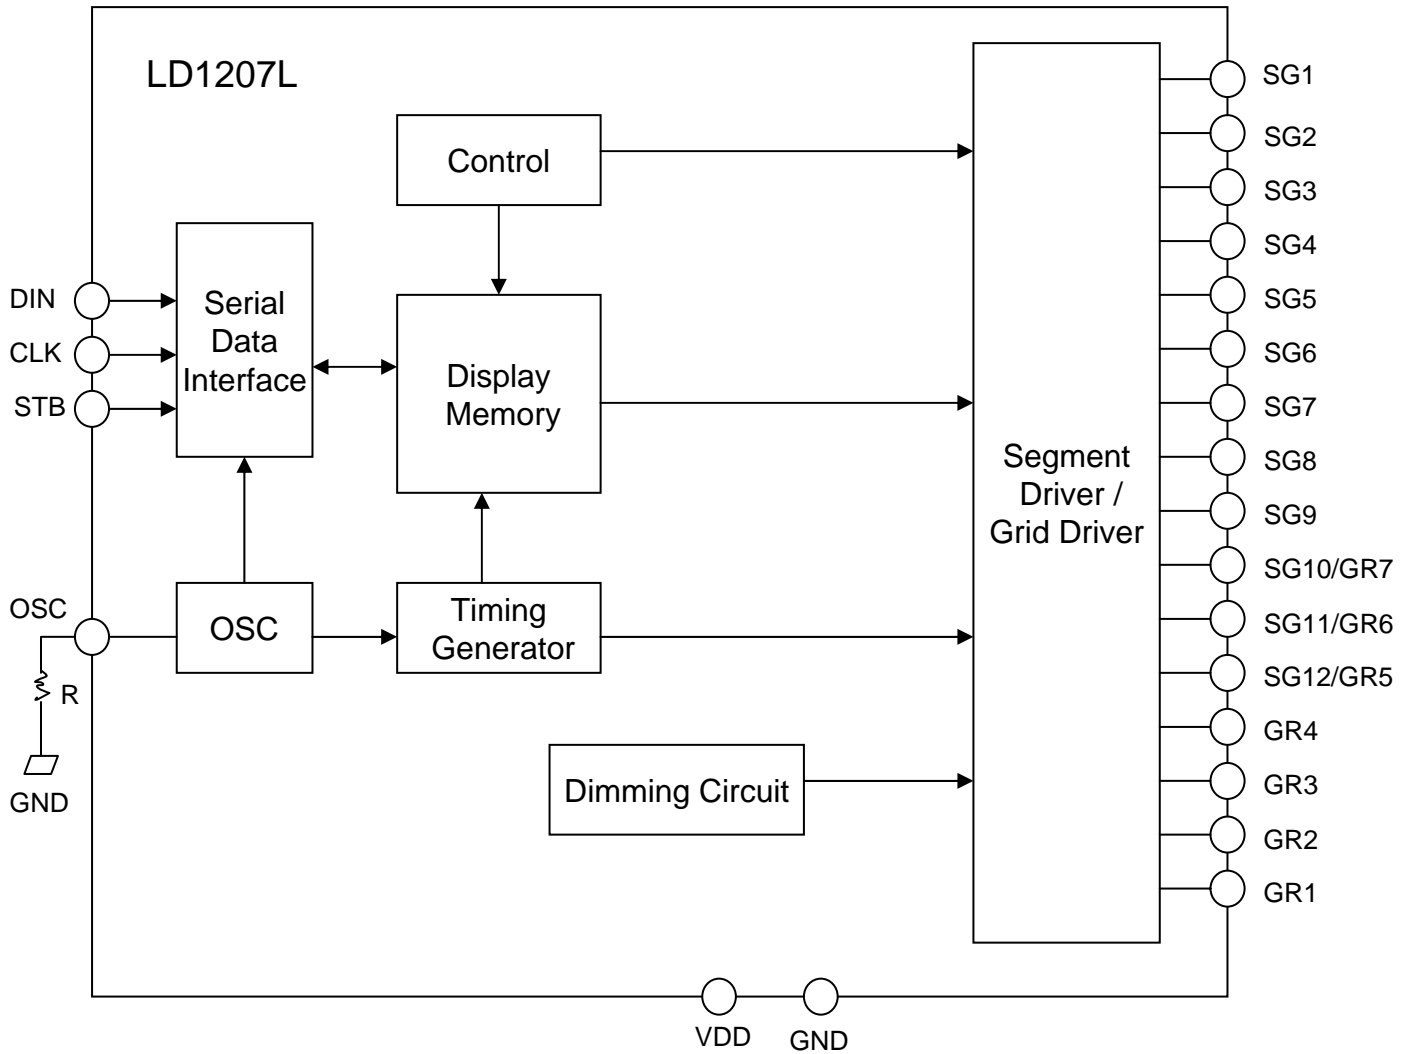 LD1207L
Control
Serial
Data
Interface
Display
Memory
OSC
Timing
Generator
Dimming Circuit
Segment
Driver /
Grid Driver
DIN
CLK
STB
OSC
R
GND
SG1
SG2
SG3
SG4
SG5
SG6
SG7
SG8
SG9
SG10/GR7
SG11/GR6
SG12/GR5
GR4
GR3
GR2
GR1
VDD
GND